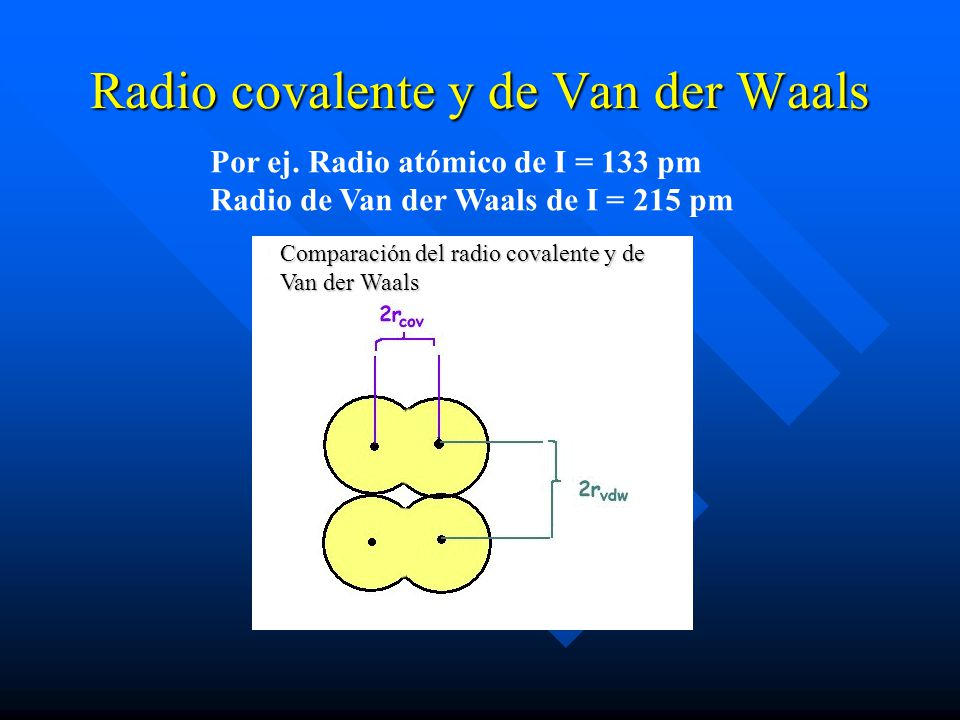 Radio covalente y de Van der Waals
Por ej. Radio atómico de I = 133 pm
Radio de Van der Waals de I = 215 pm
Comparación del radio covalente y de
Van der Waals
2rcov
2rvdw